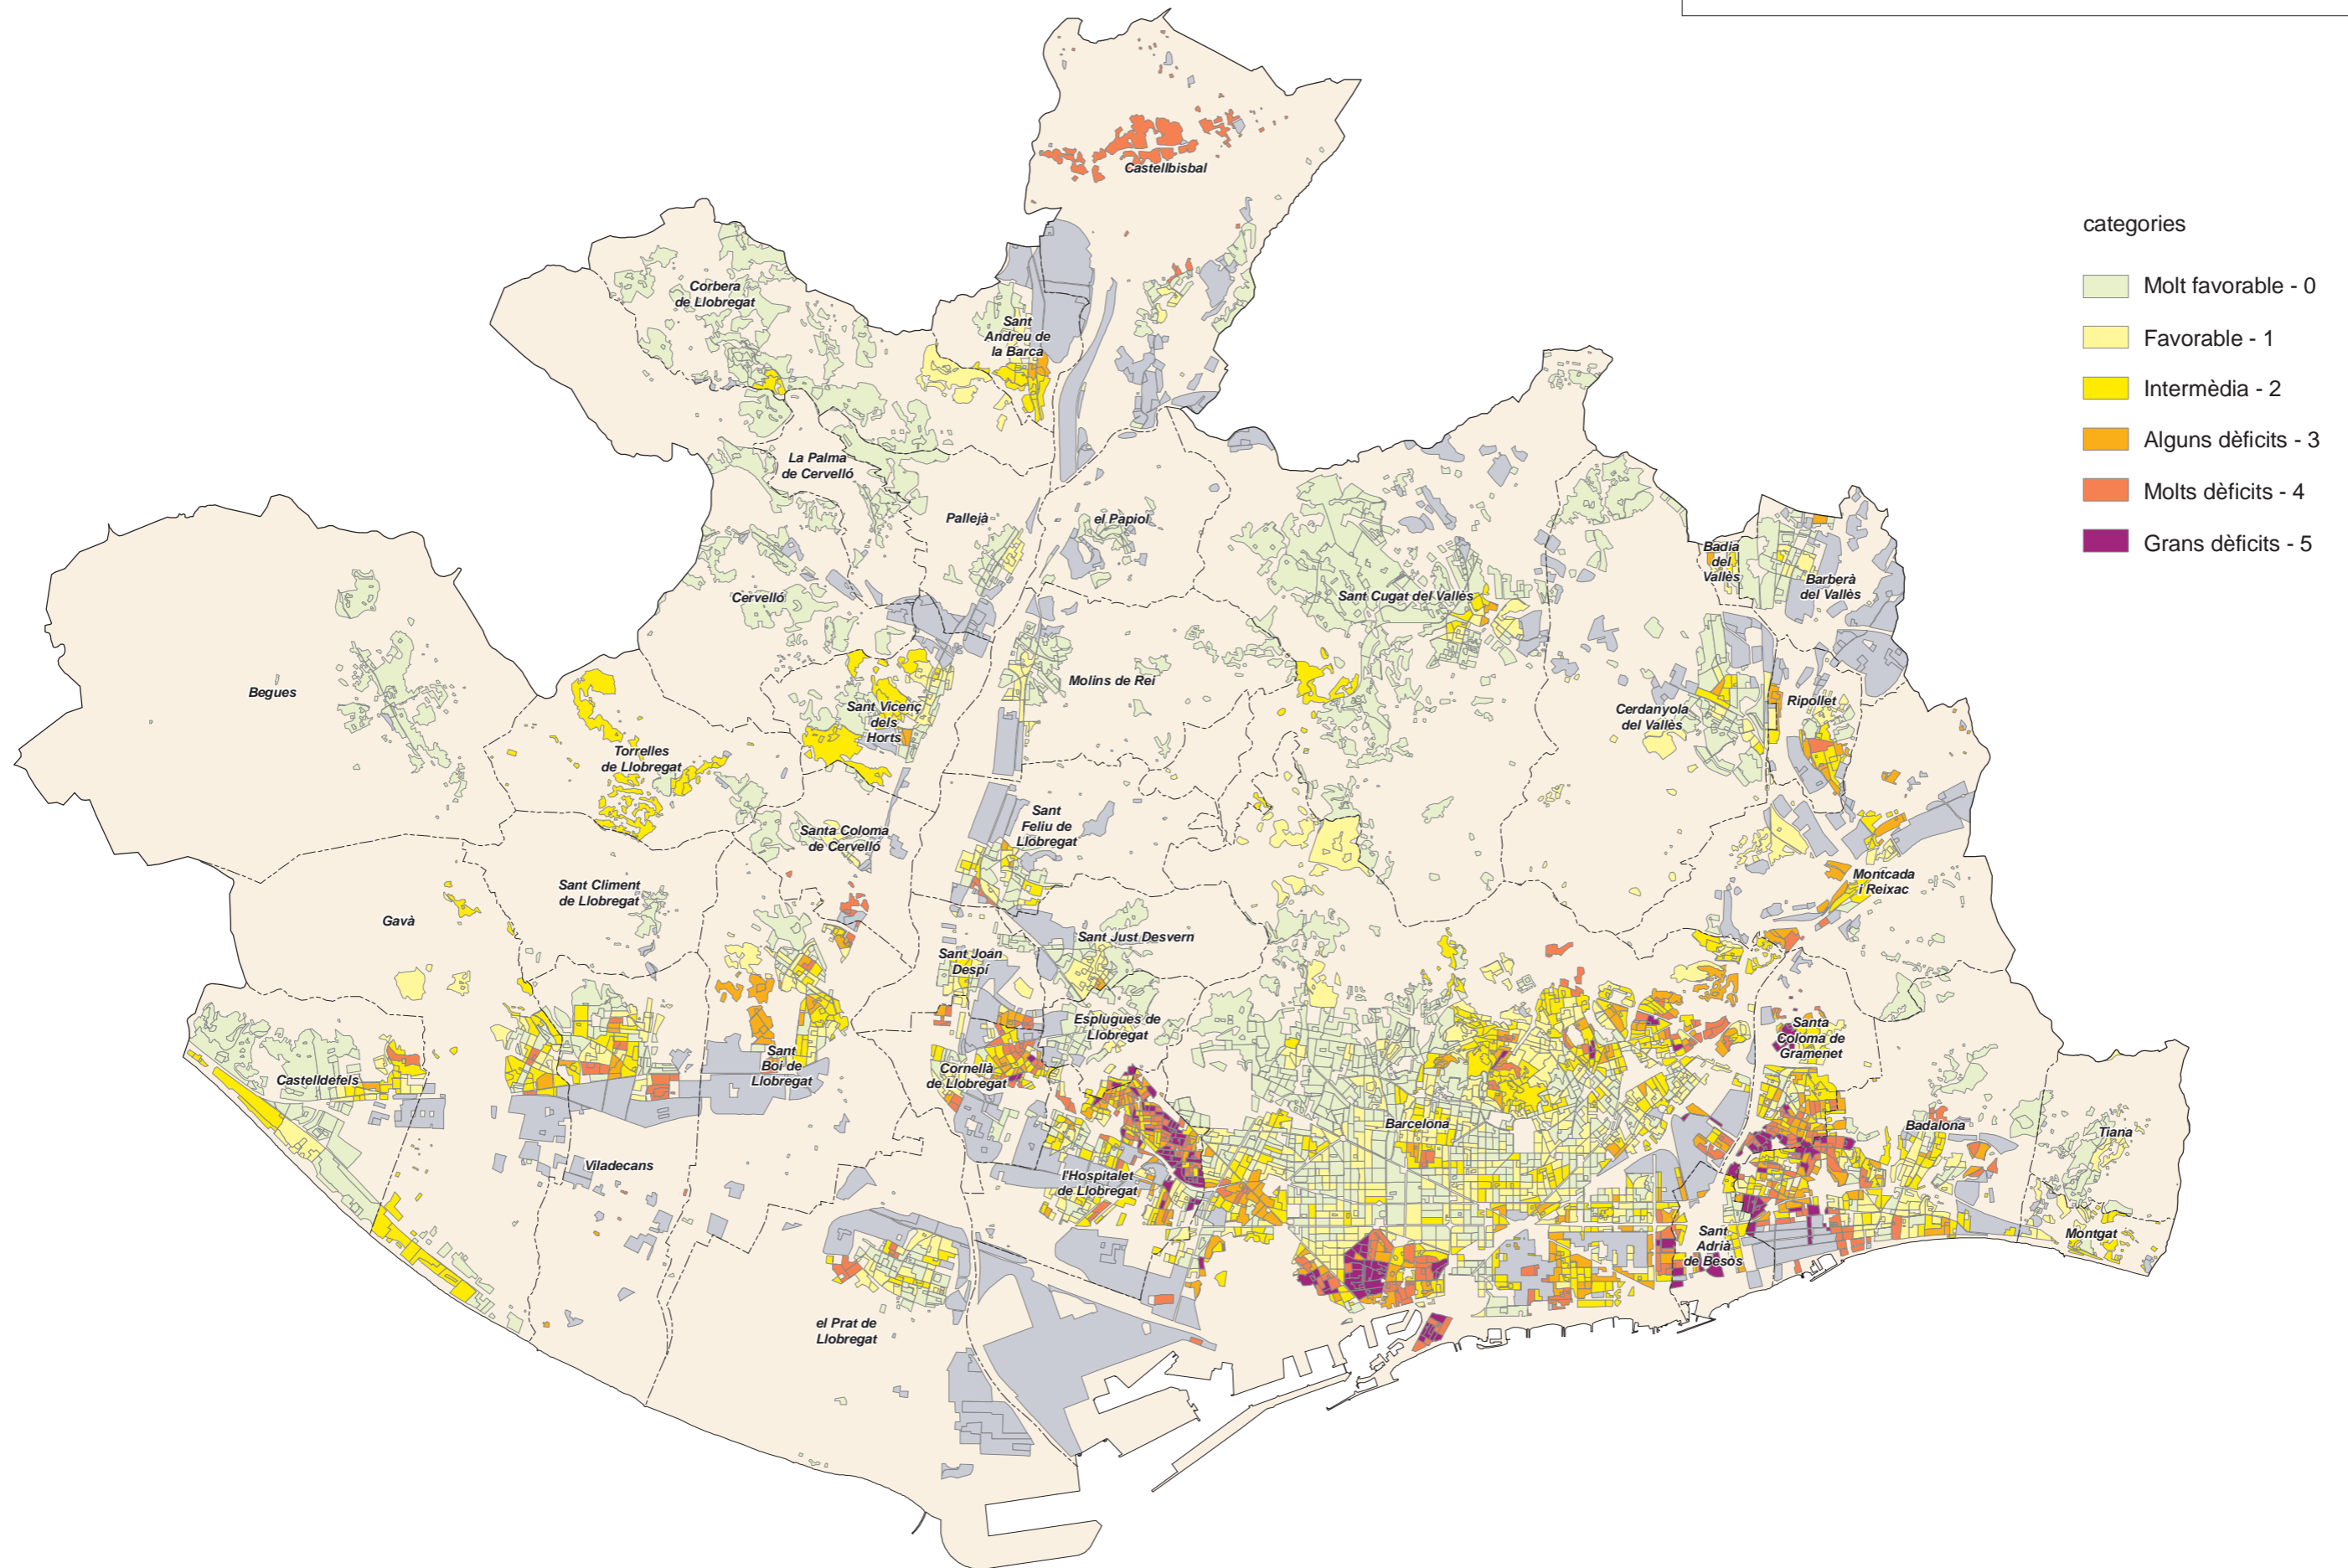 Castellbisbal
categories
Molt favorable - 0
Favorable - 1
Intermèdia - 2
Alguns dèficits - 3
Molts dèficits - 4
Grans dèficits - 5
Corbera
de Llobregat
Sant
Andreu de
la Barca
La Palma
de Cervelló
Pallejà
el Papiol
Badia
del
Vallès
Barberà
del Vallès
Cervelló
Sant Cugat del Vallès
Begues
Molins de Rei
Sant Vicenç
dels
Horts
Cerdanyola
del Vallès
Ripollet
Torrelles
de Llobregat
Santa Coloma
de Cervelló
Sant
Feliu de
Llobregat
Montcada
i Reixac
Sant Climent
de Llobregat
Gavà
Sant Just Desvern
Sant Joan
Despí
Esplugues de
Llobregat
Santa
Coloma de
Gramenet
Castelldefels
Sant
Boi de
Llobregat
Cornellà
de Llobregat
Barcelona
Badalona
Tiana
Viladecans
l'Hospitalet
de Llobregat
Sant
Adrià
de Besòs
Montgat
el Prat de
Llobregat